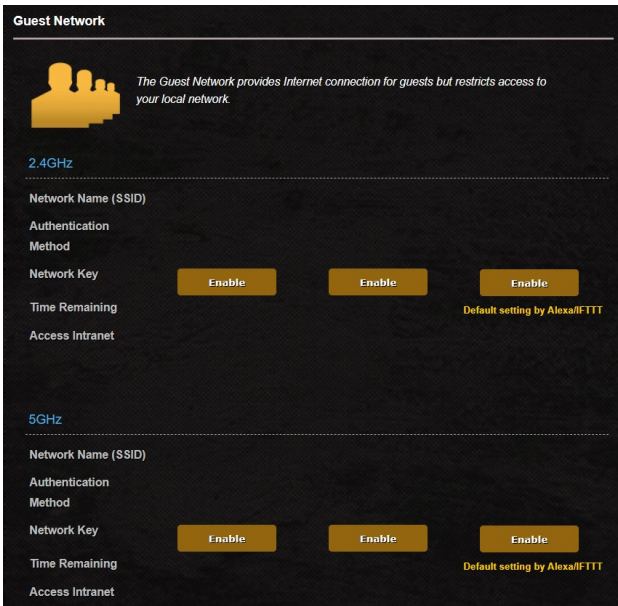 Guest Network
The Guest Network provides Internet connection for guests but restricts access to
your local network.
2.4GHz
Network Name (SSID)
Authentication
Method
Network Key
Enable Enable Enable
Time Remaining
Default setting by Alexa/IFTTT
Access Intranet
5GHz
Network Name (SSID)
Authentication
Method
Network Key
Enable Enable Enable
Time Remaining
Default setting by Alexa/IFTTT
Access Intranet